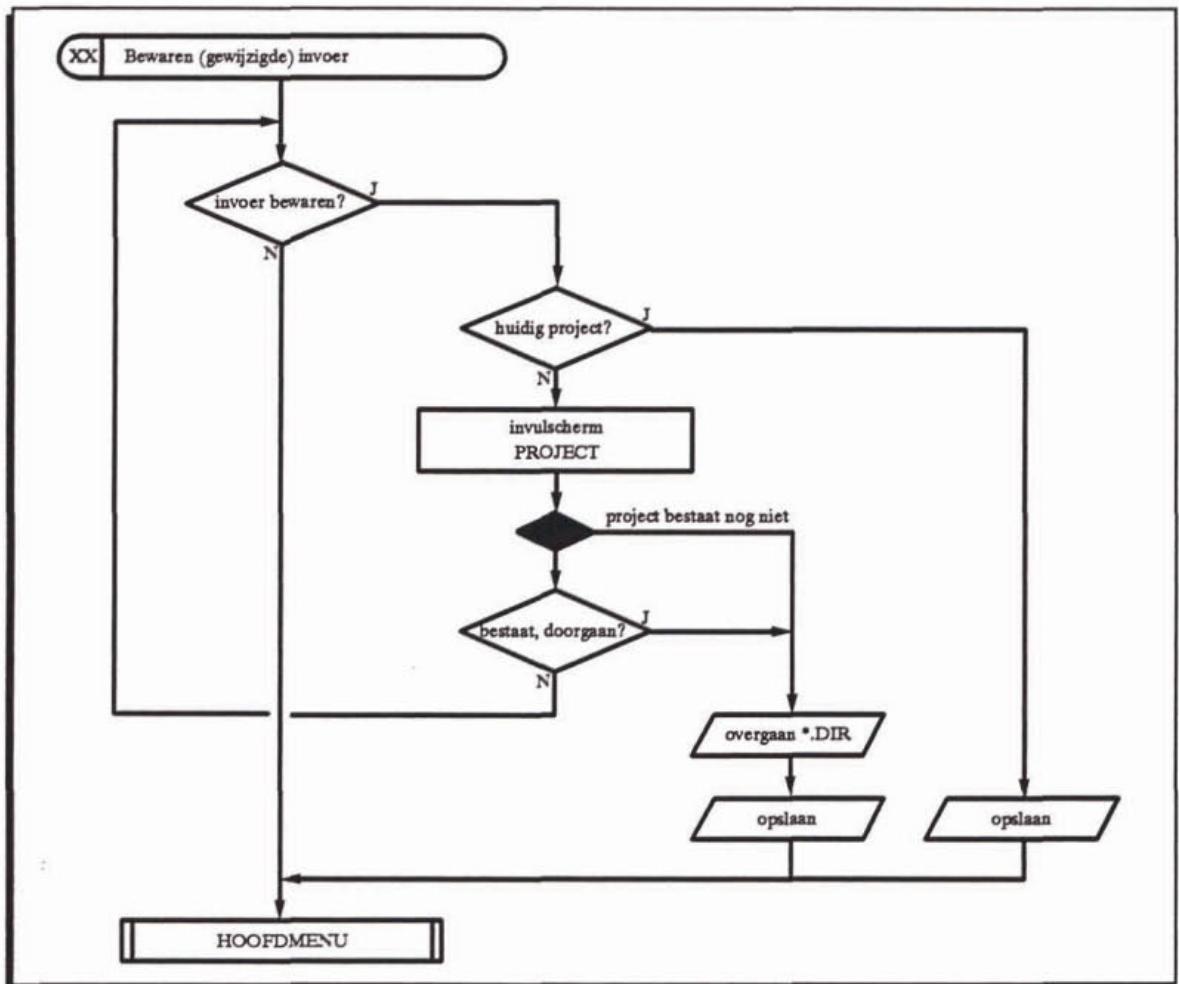 XX Bewaren (gewijzigde) invoer
invoer bewaren?
J
N
huidig project?
J
N
invulscherm
PROJECT
project bestaat nog niet
bestaat, doorgaan?
J
N
overgaan *.DIR
opslaan
opslaan
HOOFDMENU